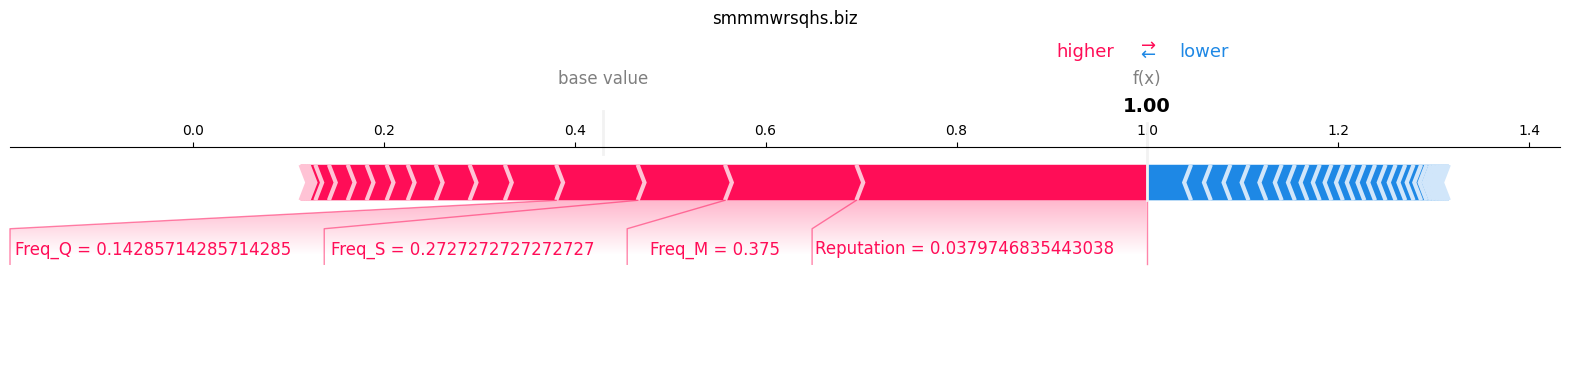 smmmwrsqhs.biz
higher → ← lower
base value f(x)
1.00
0.0 0.2 0.4 0.6 0.8 1.0 1.2 1.4
Freq_Q = 0.14285714285714285 Freq_S = 0.2727272727272727 Freq_M = 0.375 Reputation = 0.0379746835443038